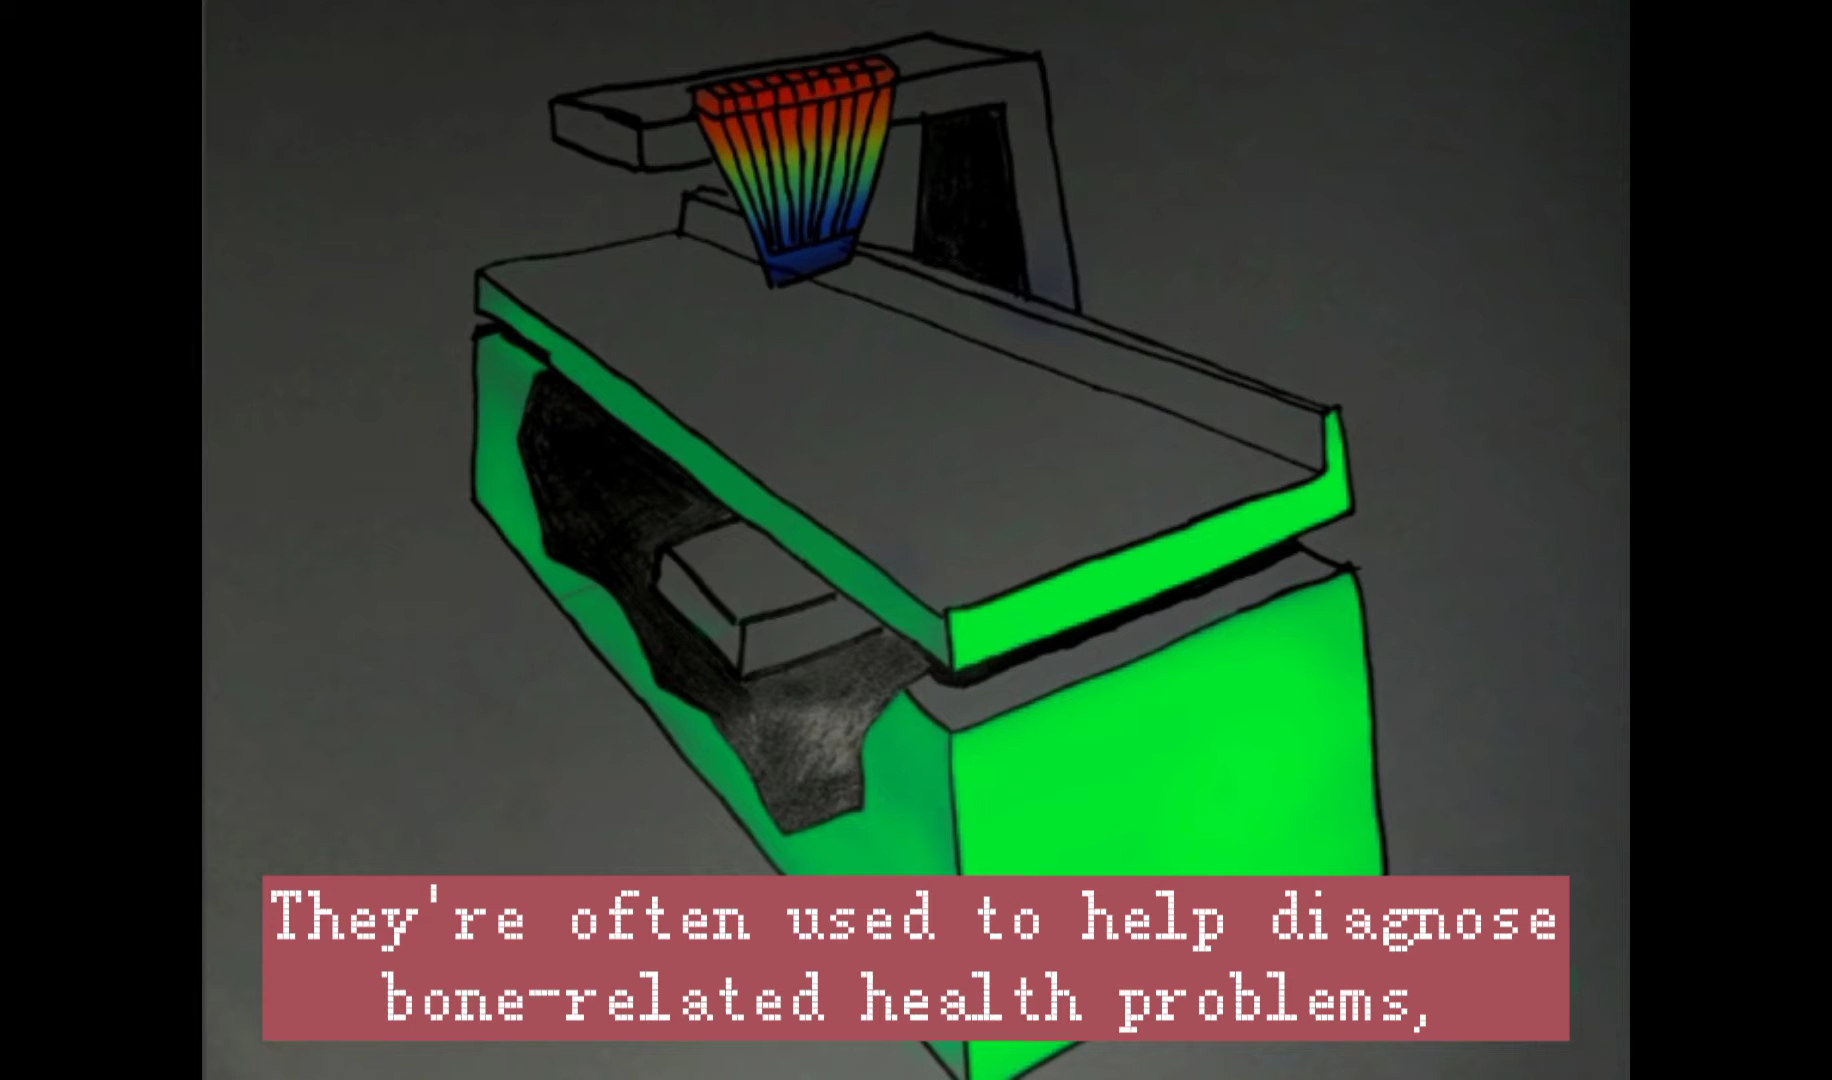 They're often used to help diagnose
bone-related health problems,